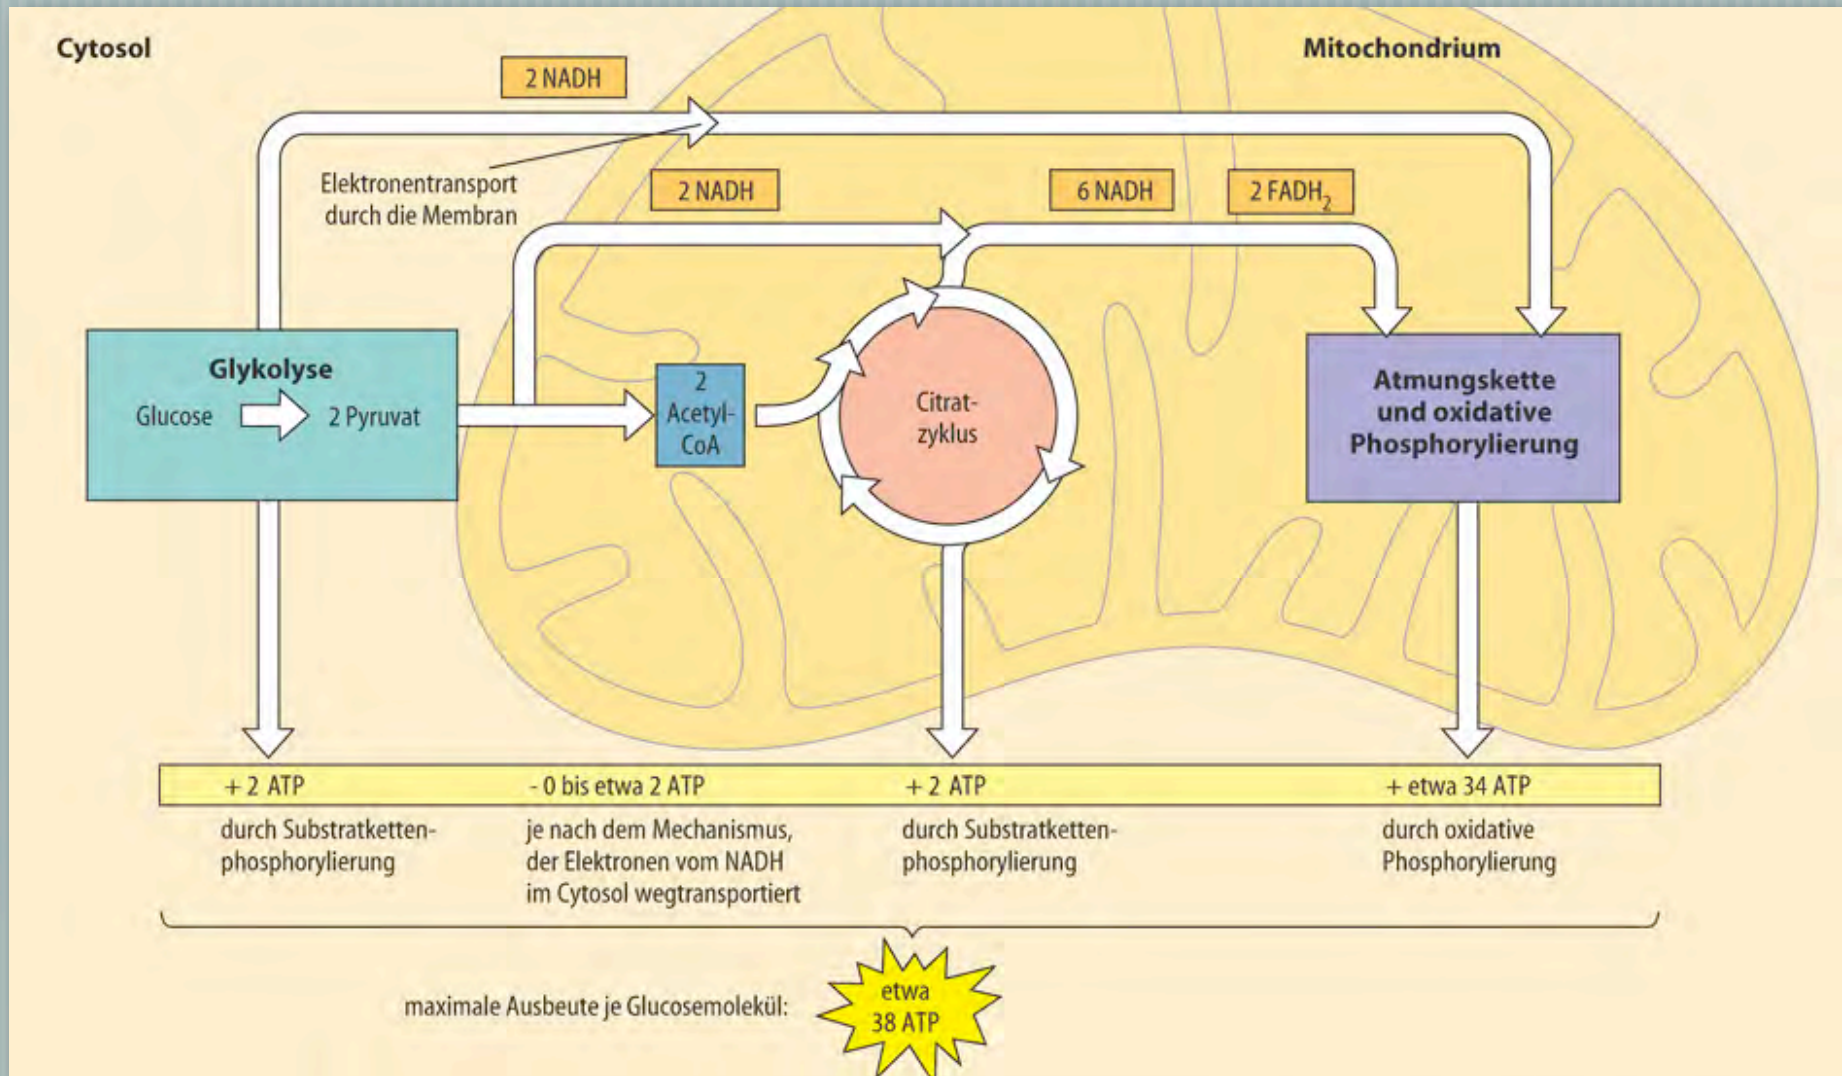 Cytosol
Mitochondrium
2 NADH
Elektronentransport
durch die Membran
2 NADH
6 NADH
2 FADH₂
Glykolyse
Glucose
2 Pyruvat
2
Acetyl-
CoA
Citrat-
zyklus
Atmungskette
und oxidative
Phosphorylierung
+ 2 ATP
- 0 bis etwa 2 ATP
+ 2 ATP
+ etwa 34 ATP
durch Substratketten-
phosphorylierung
je nach dem Mechanismus,
der Elektronen vom NADH
im Cytosol wegtransportiert
durch Substratketten-
phosphorylierung
durch oxidative
Phosphorylierung
maximale Ausbeute je Glucosemolekül:
etwa
38 ATP